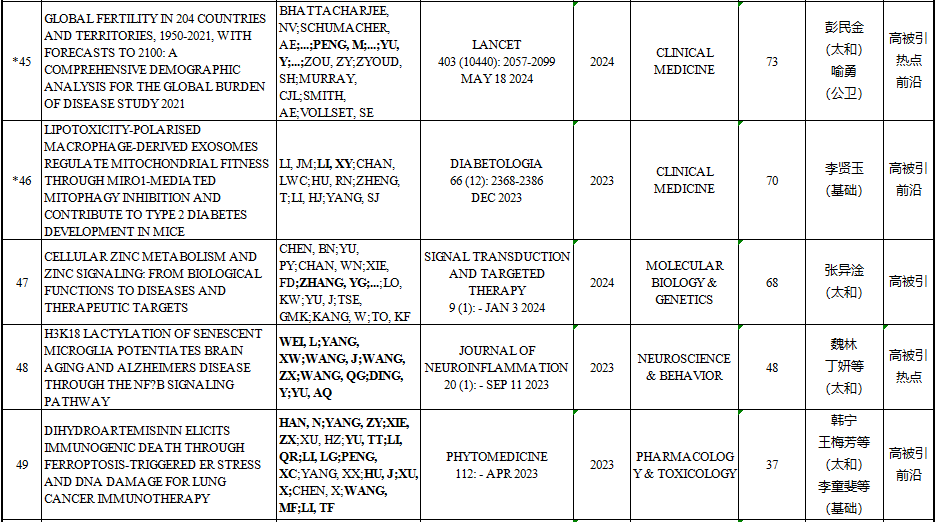 *45
GLOBAL FERTILITY IN 204 COUNTRIES
AND TERRITORIES, 1950-2021, WITH
FORECASTS TO 2100: A
COMPREHENSIVE DEMOGRAPHIC
ANALYSIS FOR THE GLOBAL BURDEN
OF DISEASE STUDY 2021
BHATTACHARJEE,
NV;SCHUMACHER,
AE;...;PENG, M;...;YU,
Y;...;ZOU, ZY;ZYOUD,
SH;MURRAY,
CJL;SMITH,
AE;VOLLSET, SE
LANCET
403 (10440): 2057-2099
MAY 18 2024
2024
CLINICAL
MEDICINE
73
彭民金
(太和)
喻勇
(公卫)
高被引
热点
前沿
*46
LIPOTOXICITY-POLARISED
MACROPHAGE-DERIVED EXOSOMES
REGULATE MITOCHONDRIAL FITNESS
THROUGH MIRO1-MEDIATED
MITOPHAGY INHIBITION AND
CONTRIBUTE TO TYPE 2 DIABETES
DEVELOPMENT IN MICE
LI, JM;LI, XY;CHAN,
LWC;HU, RN;ZHENG,
T;LI, HJ;YANG, SJ
DIABETOLOGIA
66 (12): 2368-2386
DEC 2023
2023
CLINICAL
MEDICINE
70
李贤玉
(基础)
高被引
前沿
47
CELLULAR ZINC METABOLISM AND
ZINC SIGNALING: FROM BIOLOGICAL
FUNCTIONS TO DISEASES AND
THERAPEUTIC TARGETS
CHEN, BN;YU,
PY;CHAN, WN;XIE,
FD;ZHANG, YG;...;LO,
KW;YU, J;TSE,
GMK;KANG, W;TO, KF
SIGNAL TRANSDUCTION
AND TARGETED
THERAPY
9 (1): - JAN 3 2024
2024
MOLECULAR
BIOLOGY &
GENETICS
68
张异淦
(太和)
高被引
48
H3K18 LACTYLATION OF SENESCENT
MICROGLIA POTENTIATES BRAIN
AGING AND ALZHEIMERS DISEASE
THROUGH THE NF?B SIGNALING
PATHWAY
WEI, L;YANG,
XW;WANG, J;WANG,
ZX;WANG, QG;DING,
Y;YU, AQ
JOURNAL OF
NEUROINFLAMMATION
20 (1): - SEP 11 2023
2023
NEUROSCIENCE
& BEHAVIOR
48
魏林
丁妍等
(太和)
高被引
热点
49
DIHYDROARTEMISININ ELICITS
IMMUNOGENIC DEATH THROUGH
FERROPTOSIS-TRIGGERED ER STRESS
AND DNA DAMAGE FOR LUNG
CANCER IMMUNOTHERAPY
HAN, N;YANG, ZY;XIE,
ZX;XU, HZ;YU, TT;LI,
QR;LI, LG;PENG,
XC;YANG, XX;HU, J;XU,
X;CHEN, X;WANG,
MF;LI, TF
PHYTOMEDICINE
112: - APR 2023
2023
PHARMACOLOG
Y & TOXICOLOGY
37
韩宁
王梅芳等
(太和)
李童斐等
(基础)
高被引
前沿